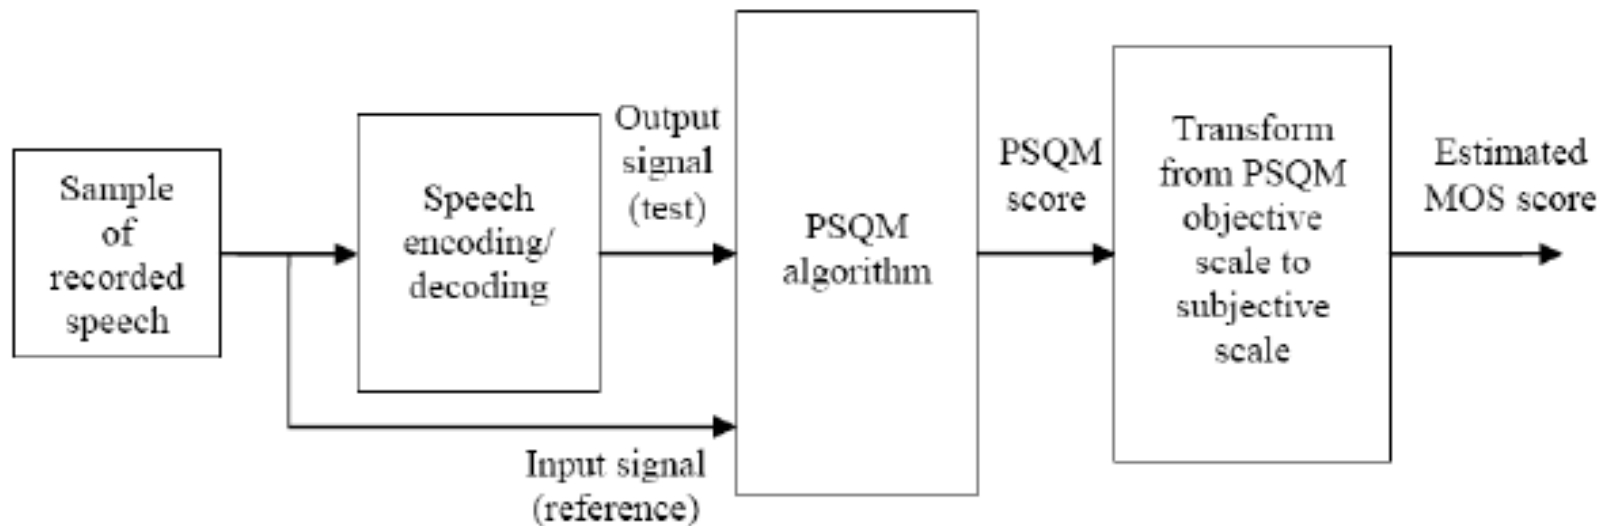 Sample
of
recorded
speech
Speech
encoding/
decoding
Output
signal
(test)
Input signal
(reference)
PSQM
algorithm
PSQM
score
Transform
from PSQM
objective
scale to
subjective
scale
Estimated
MOS score